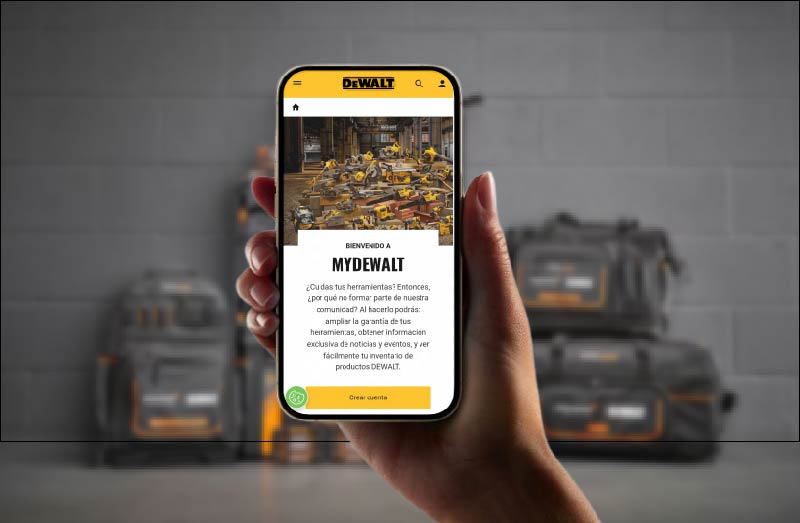 DEWALT
BIENVENIDO A
MYDEWALT
¿Cuidas tus herramientas? Entonces,
¿por qué no formar parte de nuestra
comunidad? Al hacerlo podrás:
ampliar la garantía de tus
herramientas, obtener información
exclusiva de noticias y eventos, y ver
fácilmente tu inventario de
productos DEWALT.
Crear cuenta